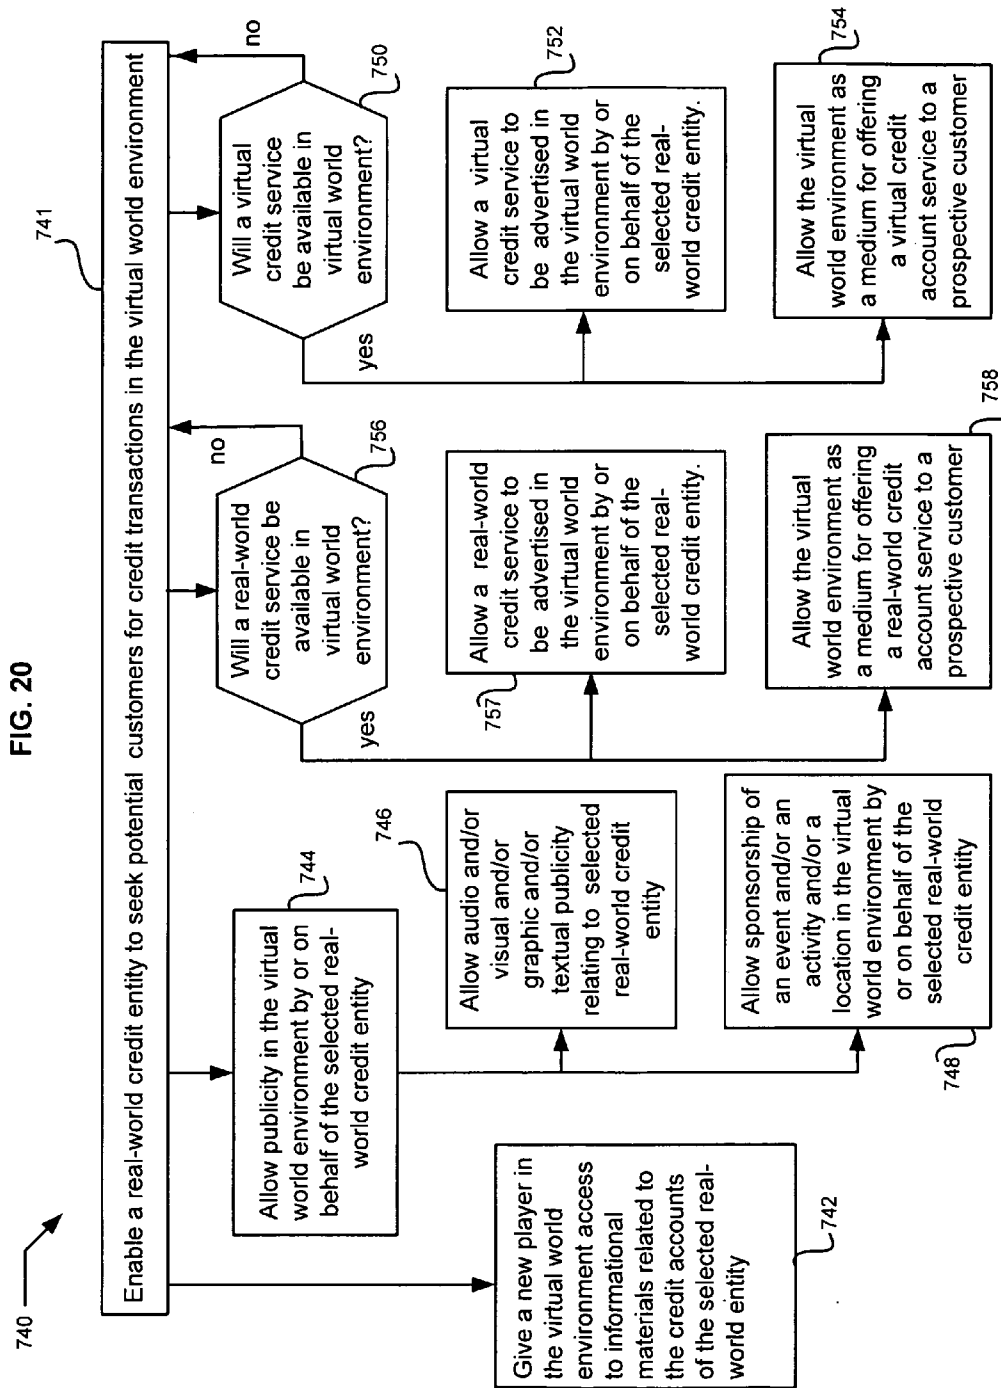 FIG. 20
740
741
Enable a real-world credit entity to seek potential customers for credit transactions in the virtual world environment
Give a new player in
the virtual world
environment access
to informational
materials related to
the credit accounts
of the selected real-
world entity
742
Allow publicity in the virtual
world environment by or on
behalf of the selected real-
world credit entity
744
Allow audio and/or
visual and/or
graphic and/or
textual publicity
relating to selected
real-world credit
entity
746
Allow sponsorship of
an event and/or an
activity and/or a
location in the virtual
world environment by
or on behalf of the
selected real-world
credit entity
748
Will a real-world
credit service be
available in
virtual world
environment?
756
no
yes
Allow a real-world
credit service to
be advertised in
the virtual world
environment by or
on behalf of the
selected real-
world credit entity.
757
Allow the virtual
world environment as
a medium for offering
a real-world credit
account service to a
prospective customer
758
Will a virtual
credit service
be available in
virtual world
environment?
750
no
yes
Allow a virtual
credit service to
be advertised in
the virtual world
environment by or
on behalf of the
selected real-
world credit entity.
752
Allow the virtual
world environment as
a medium for offering
a virtual credit
account service to a
prospective customer
754